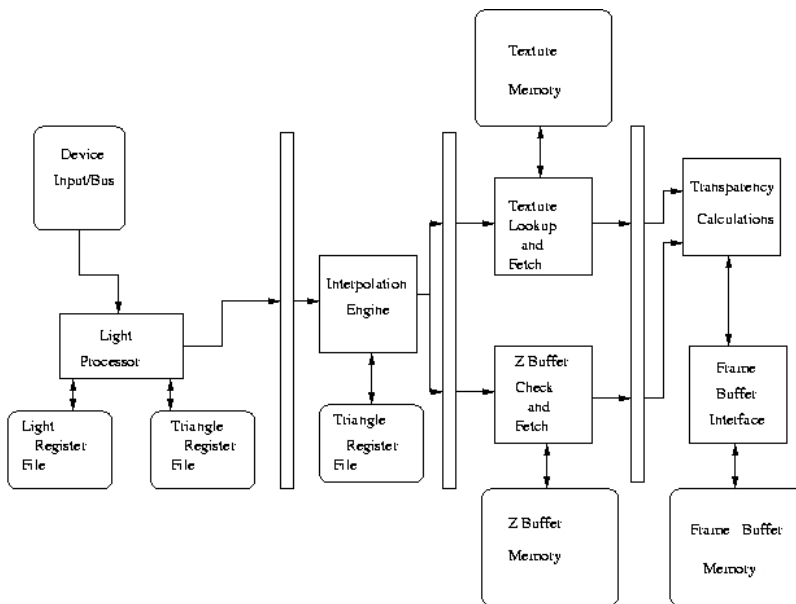 Texture
Memory
Device
Input/Bus
Texture
Lookup
and
Fetch
Transparency
Calculations
Interpolation
Engine
Light
Processor
Z Buffer
Check
and
Fetch
Frame
Buffer
Interface
Light
Register
File
Triangle
Register
File
Triangle
Register
File
Z Buffer
Memory
Frame Buffer
Memory